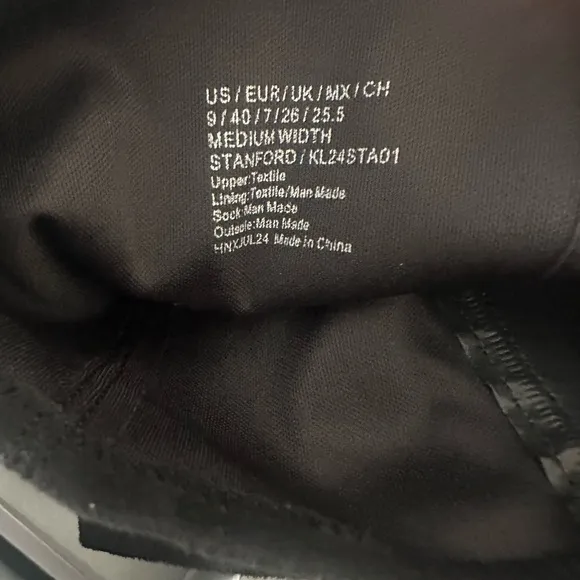 US/EUR/UK/MX/CH
9/40/7/26/25.5
MEDIUM WIDTH
STANFORD/KL24STA01
Upper:Textile
Lining:Textile/Man Made
Sock:Man Made
Outsole:Man Made
HNXJUL24 Made in China